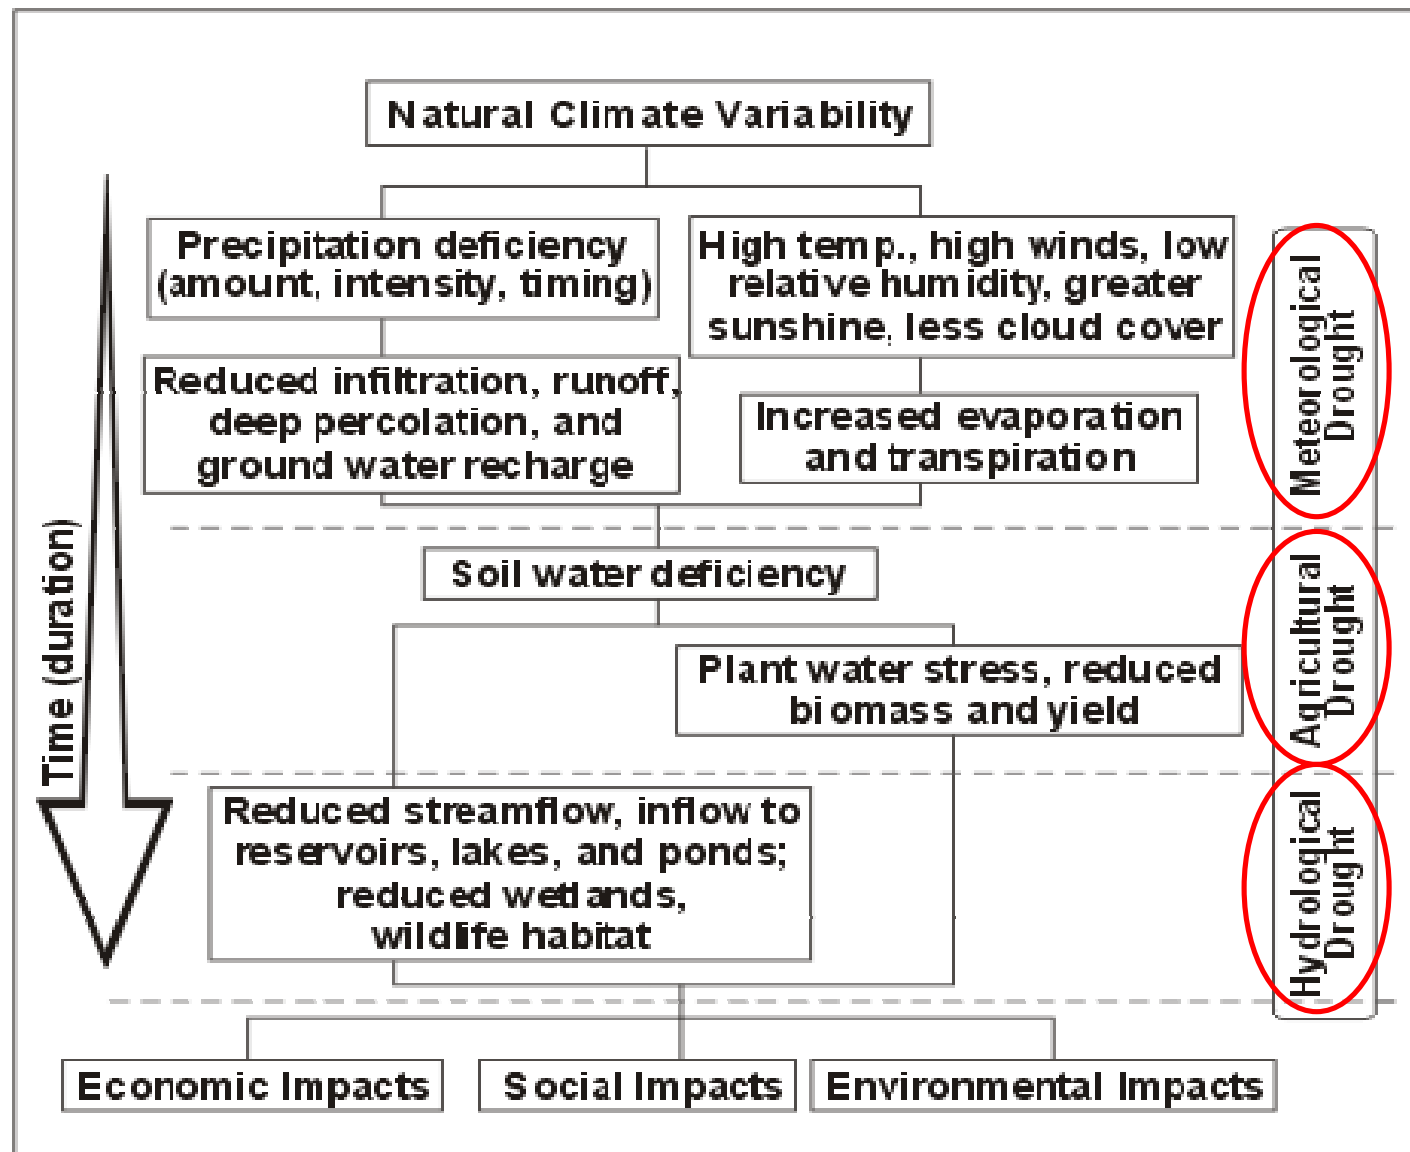 Natural Climate Variability
Precipitation deficiency
(amount, intensity, timing)
High temp., high winds, low
relative humidity, greater
sunshine, less cloud cover
Reduced infiltration, runoff,
deep percolation, and
ground water recharge
Increased evaporation
and transpiration
Meteorological
Drought
Time (duration)
Soil water deficiency
Plant water stress, reduced
biomass and yield
Agricultural
Drought
Reduced streamflow, inflow to
reservoirs, lakes, and ponds;
reduced wetlands,
wildlife habitat
Hydrological
Drought
Economic Impacts
Social Impacts
Environmental Impacts